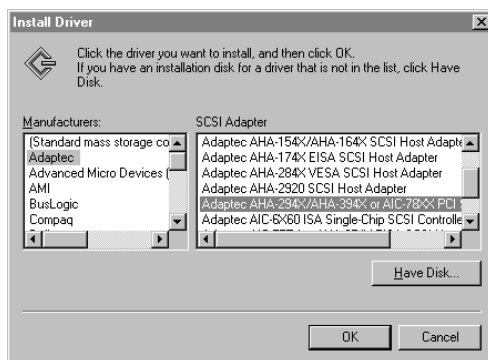 Install Driver
Click the driver you want to install, and then click OK.
If you have an installation disk for a driver that is not in the list, click Have
Disk.
Manufacturers:
SCSI Adapter
(Standard mass storage co
Adaptec
Advanced Micro Devices (
AMI
BusLogic
Compaq
Adaptec AHA-154X/AHA-164X SCSI Host Adapte
Adaptec AHA-174X EISA SCSI Host Adapter
Adaptec AHA-284X VESA SCSI Host Adapter
Adaptec AHA-2920 SCSI Host Adapter
Adaptec AHA-294X/AHA-394X or AIC-78XX PCI
Adaptec AIC-6X60 ISA Single-Chip SCSI Controlle
Have Disk...
OK
Cancel